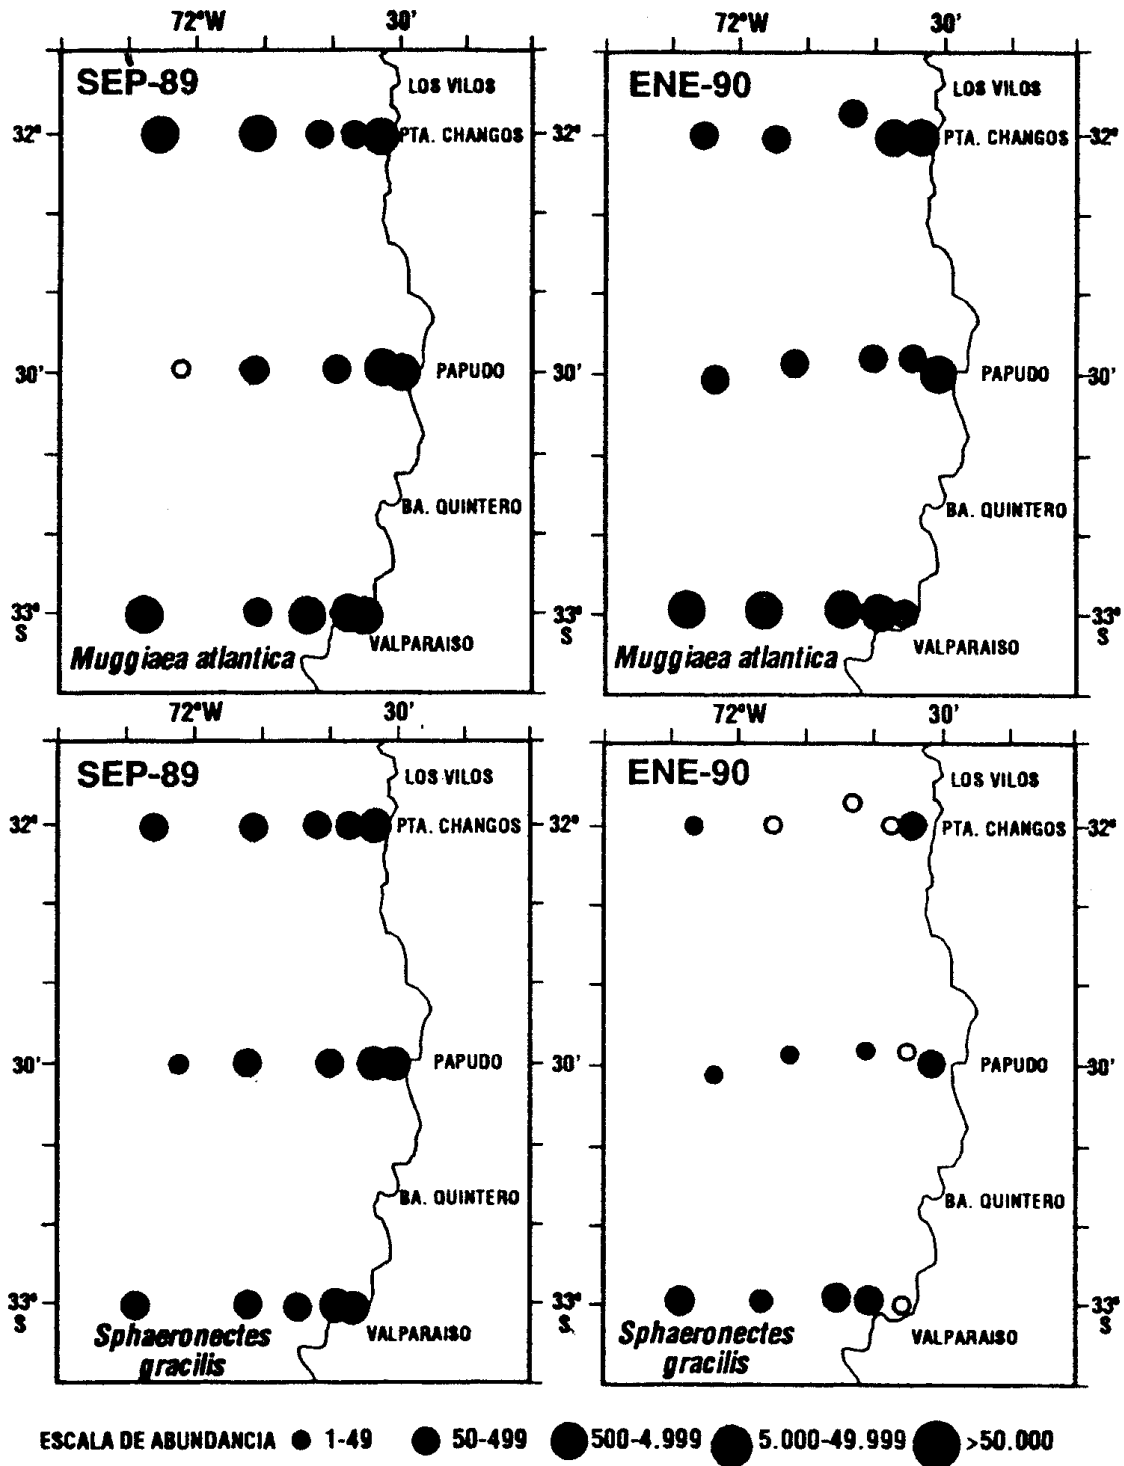 72°W 30' 72°W 30'
SEP-89 ENE-90
LOS VILOS LOS VILOS
32° PTA. CHANGOS 32° PTA. CHANGOS 32°
30' PAPUDO 30' PAPUDO 30'
BA. QUINTERO BA. QUINTERO
33° S 33° S 33° S
VALPARAISO VALPARAISO
Muggiaea atlantica Muggiaea atlantica
72°W 30' 72°W 30'
SEP-89 ENE-90
LOS VILOS LOS VILOS
32° PTA. CHANGOS 32° PTA. CHANGOS 32°
30' PAPUDO 30' PAPUDO 30'
BA. QUINTERO BA. QUINTERO
33° S 33° S 33° S
VALPARAISO VALPARAISO
Sphaeronectes Sphaeronectes
gracilis gracilis
ESCALA DE ABUNDANCIA 1-49 50-499 500-4.999 5.000-49.999 >50.000